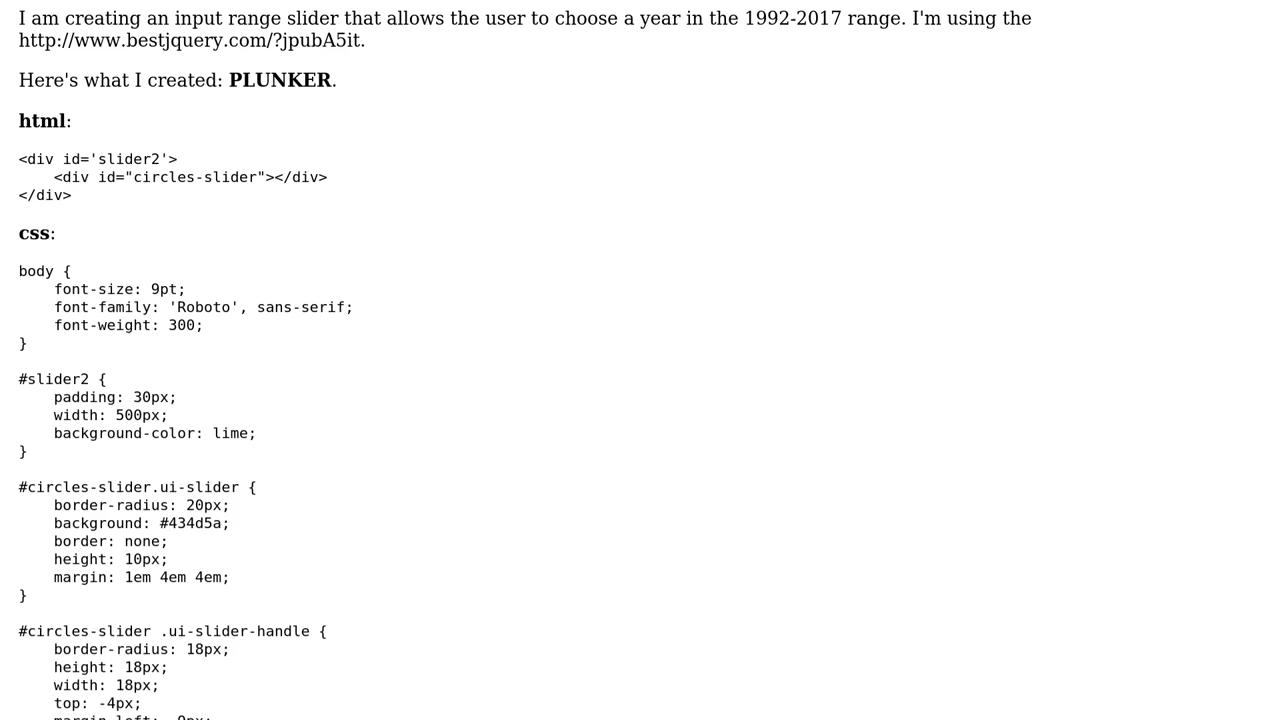 I am creating an input range slider that allows the user to choose a year in the 1992-2017 range. I'm using the
http://www.bestjquery.com/?jpubA5it.
Here's what I created: PLUNKER.
html:
<div id='slider2'>
    <div id="circles-slider"></div>
</div>
css:
body {
    font-size: 9pt;
    font-family: 'Roboto', sans-serif;
    font-weight: 300;
}
#slider2 {
    padding: 30px;
    width: 500px;
    background-color: lime;
}
#circles-slider.ui-slider {
    border-radius: 20px;
    background: #434d5a;
    border: none;
    height: 10px;
    margin: 1em 4em 4em;
}
#circles-slider .ui-slider-handle {
    border-radius: 18px;
    height: 18px;
    width: 18px;
    top: -4px;
    margin-left: -9px;